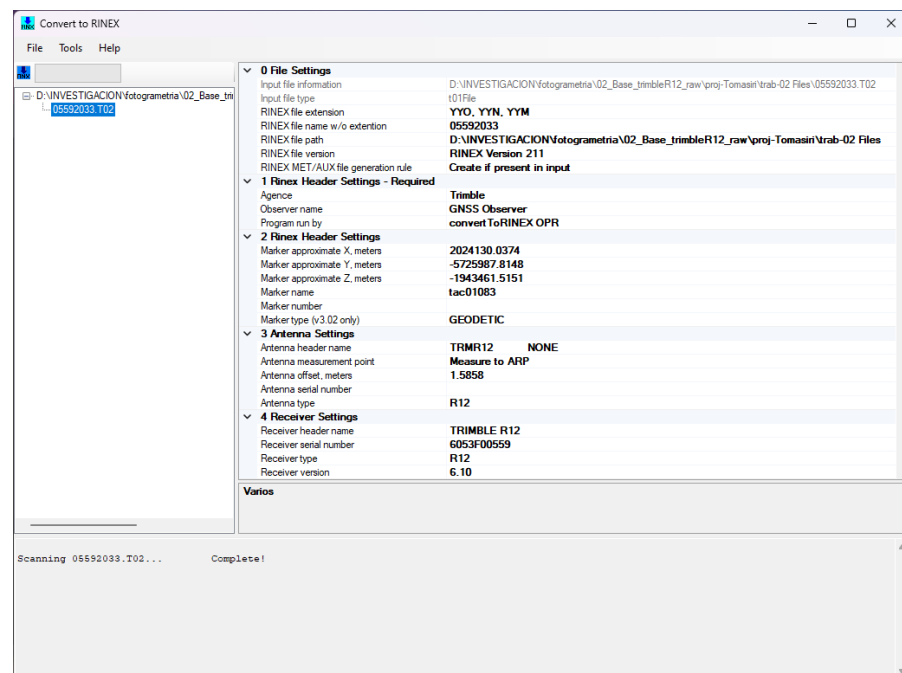 Convert to RINEX
File Tools Help
D:\INVESTIGACION\fotogrametria\02_Base_tri
05592033.T02
0 File Settings
Input file information D:\INVESTIGACION\fotogrametria\02_Base_trimbleR12_raw\proj-Tomasiri\trab-02 Files\05592033.T02
Input file type t01File
RINEX file extension YYO, YYN, YYM
RINEX file name w/o extention 05592033
RINEX file path D:\INVESTIGACION\fotogrametria\02_Base_trimbleR12_raw\proj-Tomasiri\trab-02 Files
RINEX file version RINEX Version 211
RINEX MET/AUX file generation rule Create if present in input
1 Rinex Header Settings - Required
Agence Trimble
Observer name GNSS Observer
Program run by convertToRINEX OPR
2 Rinex Header Settings
Marker approximate X, meters 2024130.0374
Marker approximate Y, meters -5725987.8148
Marker approximate Z, meters -1943461.5151
Marker name tac01083
Marker number
Marker type (v3.02 only) GEODETIC
3 Antenna Settings
Antenna header name TRMR12 NONE
Antenna measurement point Measure to ARP
Antenna offset, meters 1.5858
Antenna serial number
Antenna type R12
4 Receiver Settings
Receiver header name TRIMBLE R12
Receiver serial number 6053F00559
Receiver type R12
Receiver version 6.10
Varios
Scanning 05592033.T02... Complete!